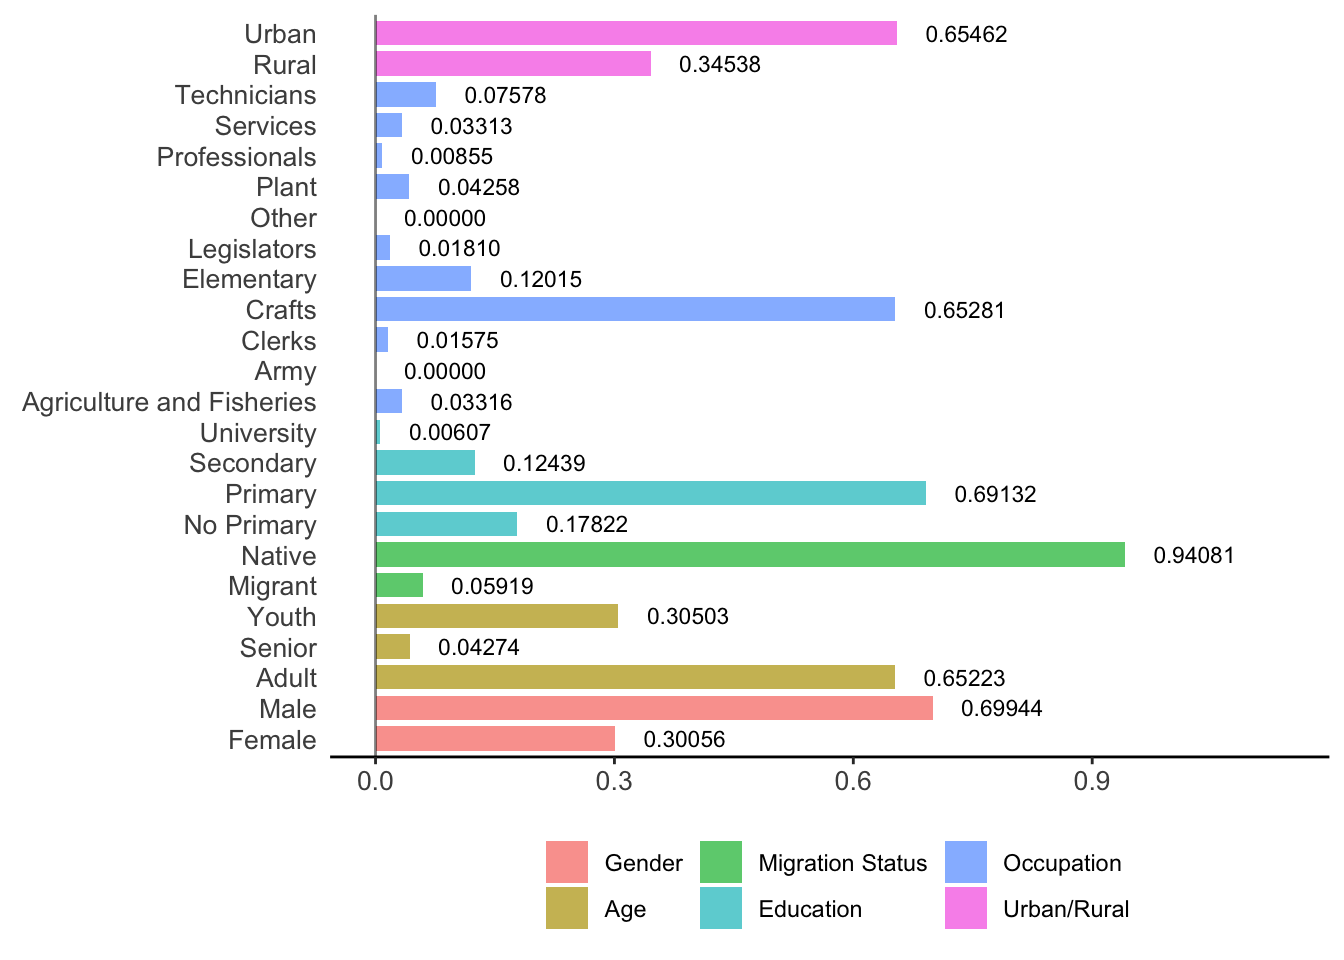 Urban 0.65462
Rural 0.34538
Technicians 0.07578
Services 0.03313
Professionals 0.00855
Plant 0.04258
Other 0.00000
Legislators 0.01810
Elementary 0.12015
Crafts 0.65281
Clerks 0.01575
Army 0.00000
Agriculture and Fisheries 0.03316
University 0.00607
Secondary 0.12439
Primary 0.69132
No Primary 0.17822
Native 0.94081
Migrant 0.05919
Youth 0.30503
Senior 0.04274
Adult 0.65223
Male 0.69944
Female 0.30056
0.0 0.3 0.6 0.9
Gender Migration Status Occupation
Age Education Urban/Rural